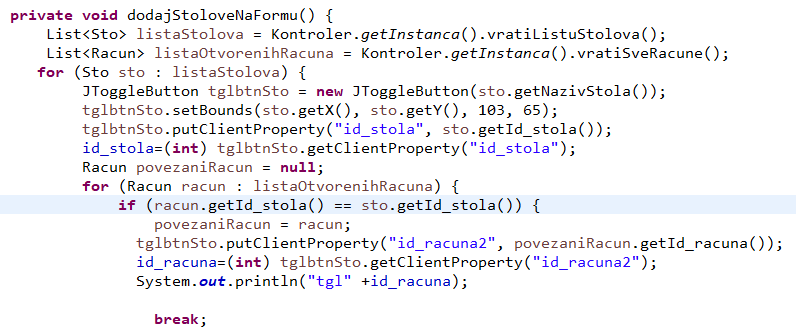 private void dodajStoloveNaFormu() {
List<Sto> listaStolova = Kontroler.getInstanca().vratiListuStolova();
List<Racun> listaOtvorenihRacuna = Kontroler.getInstanca().vratiSveRacune();
for (Sto sto : listaStolova) {
JToggleButton tglbtnSto = new JToggleButton(sto.getNazivStola());
tglbtnSto.setBounds(sto.getX(), sto.getY(), 103, 65);
tglbtnSto.putClientProperty("id_stola", sto.getId_stola());
id_stola=(int) tglbtnSto.getClientProperty("id_stola");
Racun povezaniRacun = null;
for (Racun racun : listaOtvorenihRacuna) {
if (racun.getId_stola() == sto.getId_stola()) {
povezaniRacun = racun;
tglbtnSto.putClientProperty("id_racuna2", povezaniRacun.getId_racuna());
id_racuna=(int) tglbtnSto.getClientProperty("id_racuna2");
System.out.println("tgl" +id_racuna);
break;